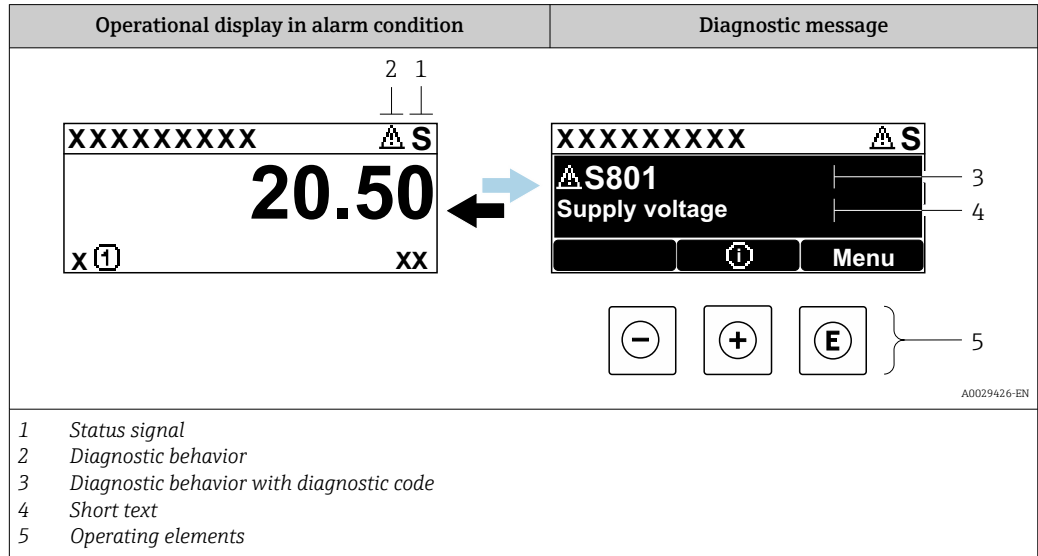 Operational display in alarm condition
Diagnostic message
2 1
XXXXXXXXX ⚠ S
20.50
x 1 XX
XXXXXXXXX ⚠ S
⚠S801
Supply voltage
i Menu
3
4
- + E
5
A0029426-EN
1 Status signal
2 Diagnostic behavior
3 Diagnostic behavior with diagnostic code
4 Short text
5 Operating elements